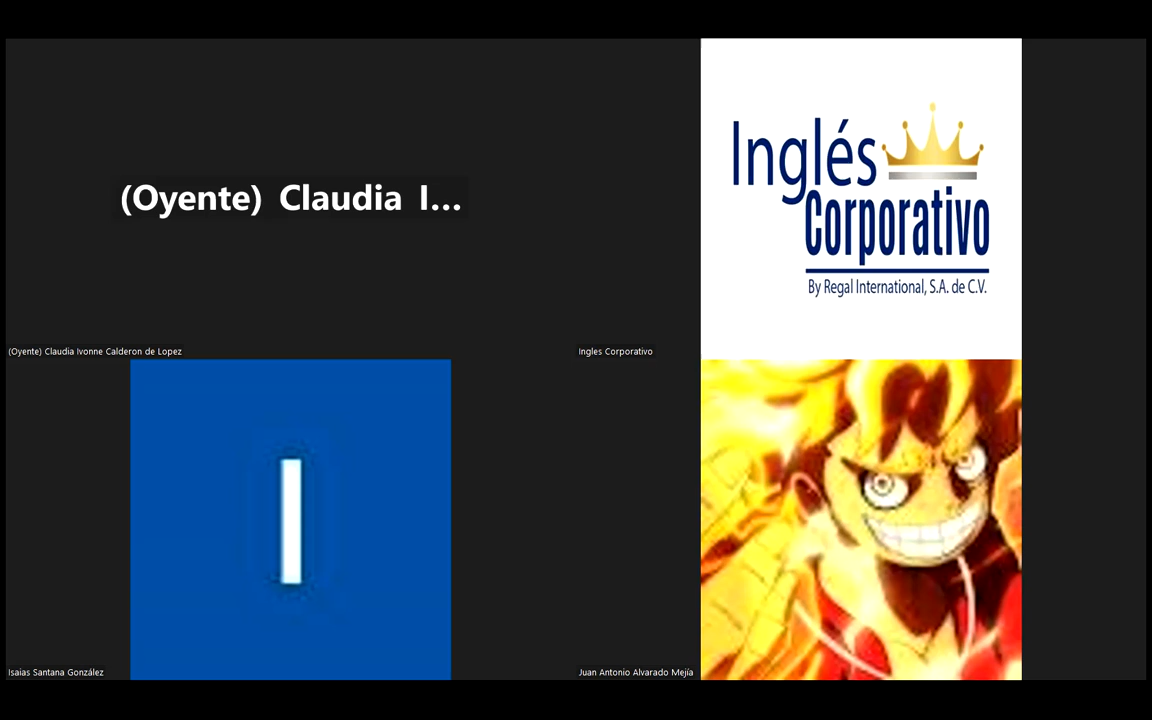 (Oyente) Claudia I...
Inglés
Corporativo
By Regal International, S.A. de C.V.
(Oyente) Claudia Ivonne Calderon de Lopez
Ingles Corporativo
I
Isaias Santana González
Juan Antonio Alvarado Mejía